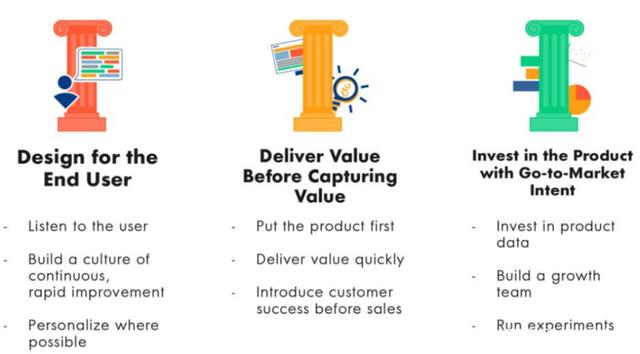 Design for the
End User
- Listen to the user
- Build a culture of
continuous,
rapid improvement
- Personalize where
possible
Deliver Value
Before Capturing
Value
- Put the product first
- Deliver value quickly
- Introduce customer
success before sales
Invest in the Product
with Go-to-Market
Intent
- Invest in product
data
- Build a growth
team
- Run experiments